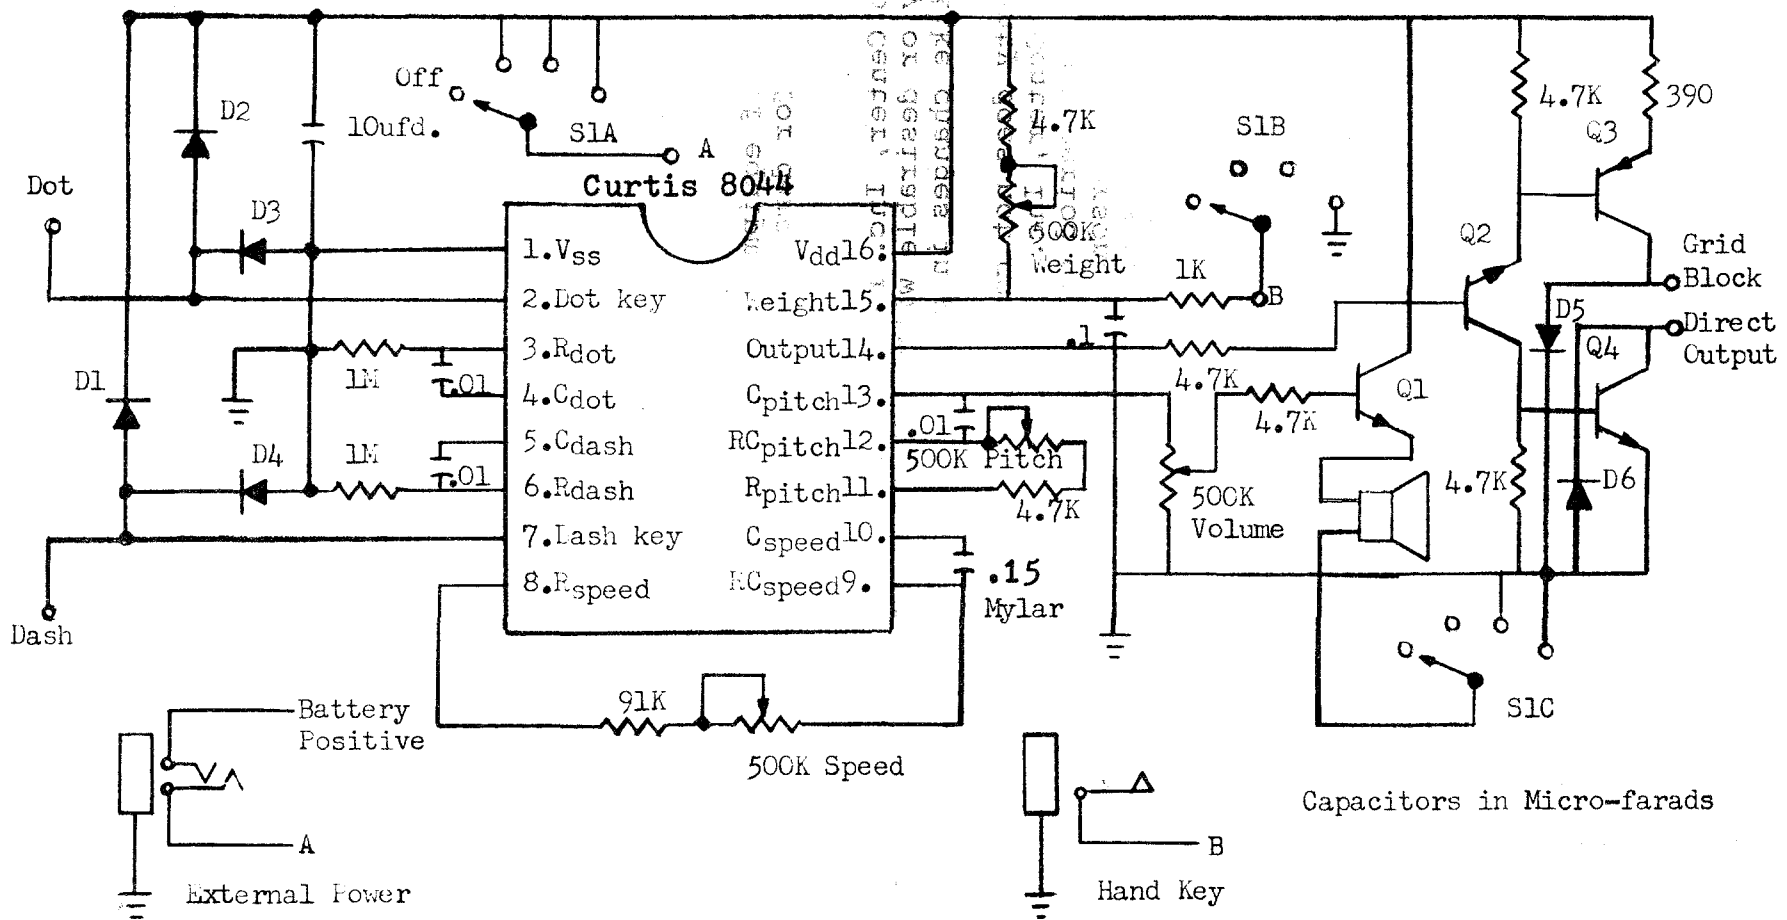 Off
D2
10ufd.
S1A
A
4.7K
S1B
4.7K
390
Q3
Dot
Curtis 8044
D3
1.Vss
Vdd16.
500K
Weight
1K
B
Q2
Grid
Block
2.Dot key
Weight15.
D5
.1
Direct
Output
3.Rdot
Output14.
4.7K
Q4
D1
1M
.01
4.Cdot
Cpitch13.
4.7K
Q1
.01
5.Cdash
RCpitch12.
500K Pitch
D4
1M
.01
6.Rdash
Rpitch11.
4.7K
500K
Volume
4.7K
D6
7.Dash key
Cspeed10.
8.Rspeed
RCspeed9.
.15
Mylar
Dash
91K
500K Speed
S1C
Battery
Positive
A
External Power
B
Hand Key
Capacitors in Micro-farads